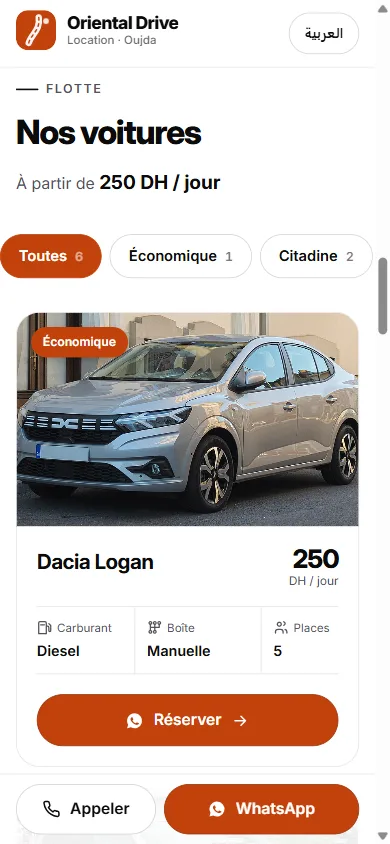 Oriental Drive
Location · Oujda
العربية
FLOTTE
Nos voitures
À partir de 250 DH / jour
Toutes 6
Économique 1
Citadine 2
Économique
Dacia Logan
250
DH / jour
Carburant
Diesel
Boîte
Manuelle
Places
5
Réserver →
Appeler
WhatsApp